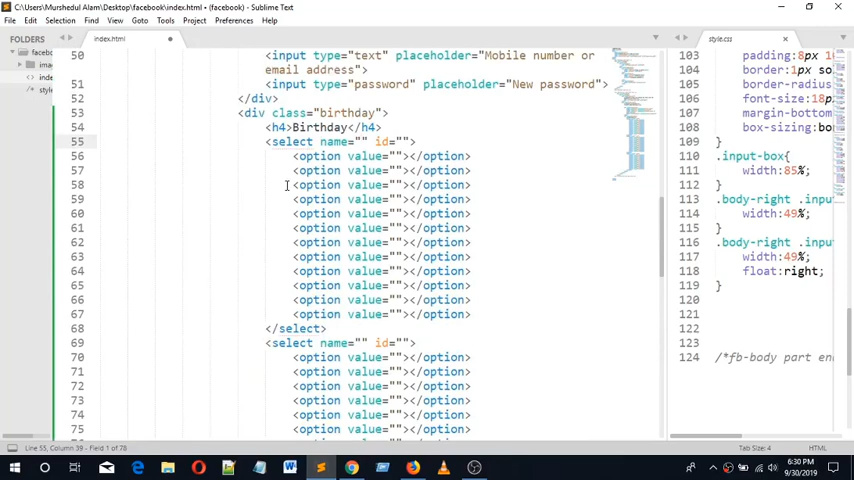 C:\Users\Murshedul Alam\Desktop\facebook\index.html • (facebook) - Sublime Text
File Edit Selection Find View Goto Tools Project Preferences Help
FOLDERS
faceboo
ima
inde
style
index.html
50 <input type="text" placeholder="Mobile number or
email address">
51 <input type="password" placeholder="New password">
52 </div>
53 <div class="birthday">
54 <h4>Birthday</h4>
55 <select name="" id="">
56 <option value=""></option>
57 <option value=""></option>
58 <option value=""></option>
59 <option value=""></option>
60 <option value=""></option>
61 <option value=""></option>
62 <option value=""></option>
63 <option value=""></option>
64 <option value=""></option>
65 <option value=""></option>
66 <option value=""></option>
67 <option value=""></option>
68 </select>
69 <select name="" id="">
70 <option value=""></option>
71 <option value=""></option>
72 <option value=""></option>
73 <option value=""></option>
74 <option value=""></option>
75 <option value=""></option>
style.css
103 padding:8px 1
104 border:1px so
105 border-radius
106 font-size:18p
107 margin-bottom
108 box-sizing:bo
109 }
110 .input-box{
111 width:85%;
112 }
113 .body-right .inpu
114 width:49%;
115 }
116 .body-right .inpu
117 width:49%;
118 float:right;
119 }
120
121
122
123
124 /*fb-body part en
Line 55, Column 39 - Field 1 of 78
Tab Size: 4
HTML
6:30 PM
9/30/2019